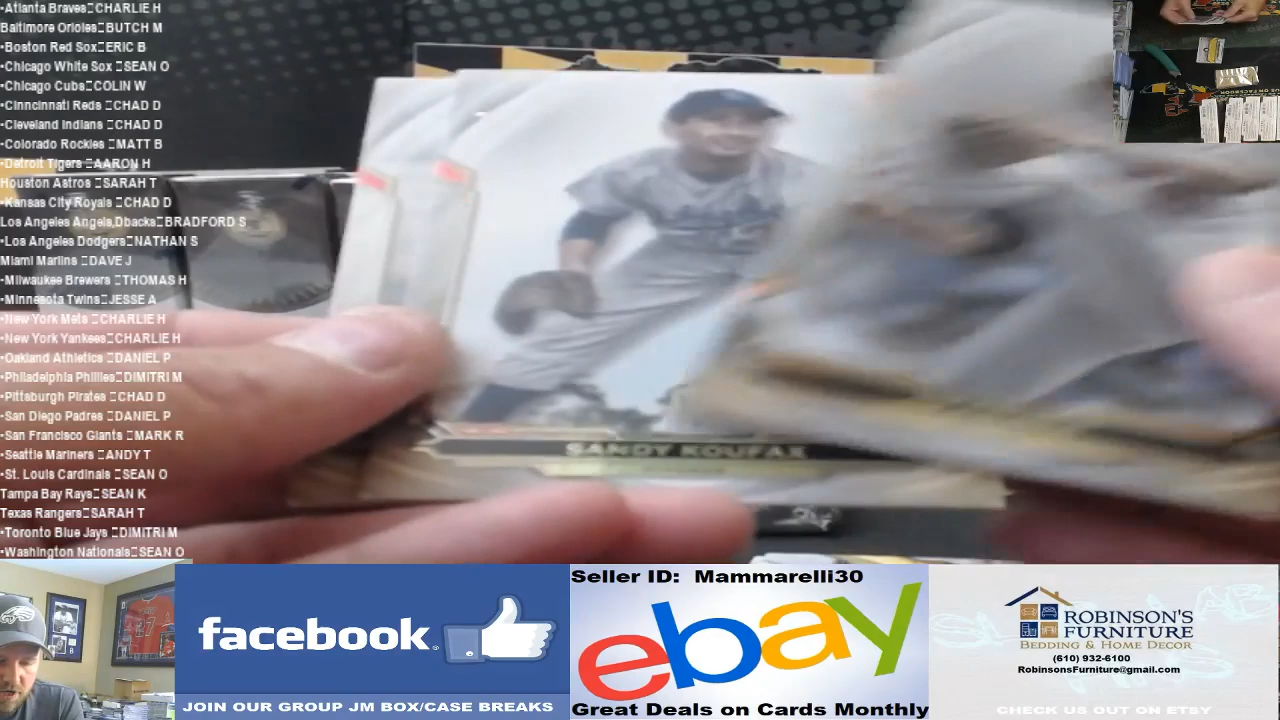 •Atlanta Braves□CHARLIE H
Baltimore Orioles□BUTCH M
•Boston Red Sox□ERIC B
•Chicago White Sox □SEAN O
•Chicago Cubs□COLIN W
•Cinncinnati Reds □CHAD D
•Cleveland Indians □CHAD D
•Colorado Rockies □MATT B
•Detroit Tigers □AARON H
Houston Astros □SARAH T
•Kansas City Royals □CHAD D
Los Angeles Angels,Dbacks□BRADFORD S
•Los Angeles Dodgers□NATHAN S
Miami Marlins □DAVE J
•Milwaukee Brewers □THOMAS H
•Minnesota Twins□JESSE A
•New York Mets □CHARLIE H
•New York Yankees□CHARLIE H
•Oakland Athletics □DANIEL P
•Philadelphia Phillies□DIMITRI M
•Pittsburgh Pirates □CHAD D
•San Diego Padres □DANIEL P
•San Francisco Giants □MARK R
•Seattle Mariners □ANDY T
•St. Louis Cardinals □SEAN O
Tampa Bay Rays□SEAN K
Texas Rangers□SARAH T
•Toronto Blue Jays □DIMITRI M
•Washington Nationals□SEAN O
SANDY KOUFAX
facebook
JOIN OUR GROUP JM BOX/CASE BREAKS
Seller ID: Mammarelli30
ebay
Great Deals on Cards Monthly
ROBINSON'S
FURNITURE
BEDDING & HOME DECOR
(610) 932-6100
RobinsonsFurniture@gmail.com
CHECK US OUT ON ETSY